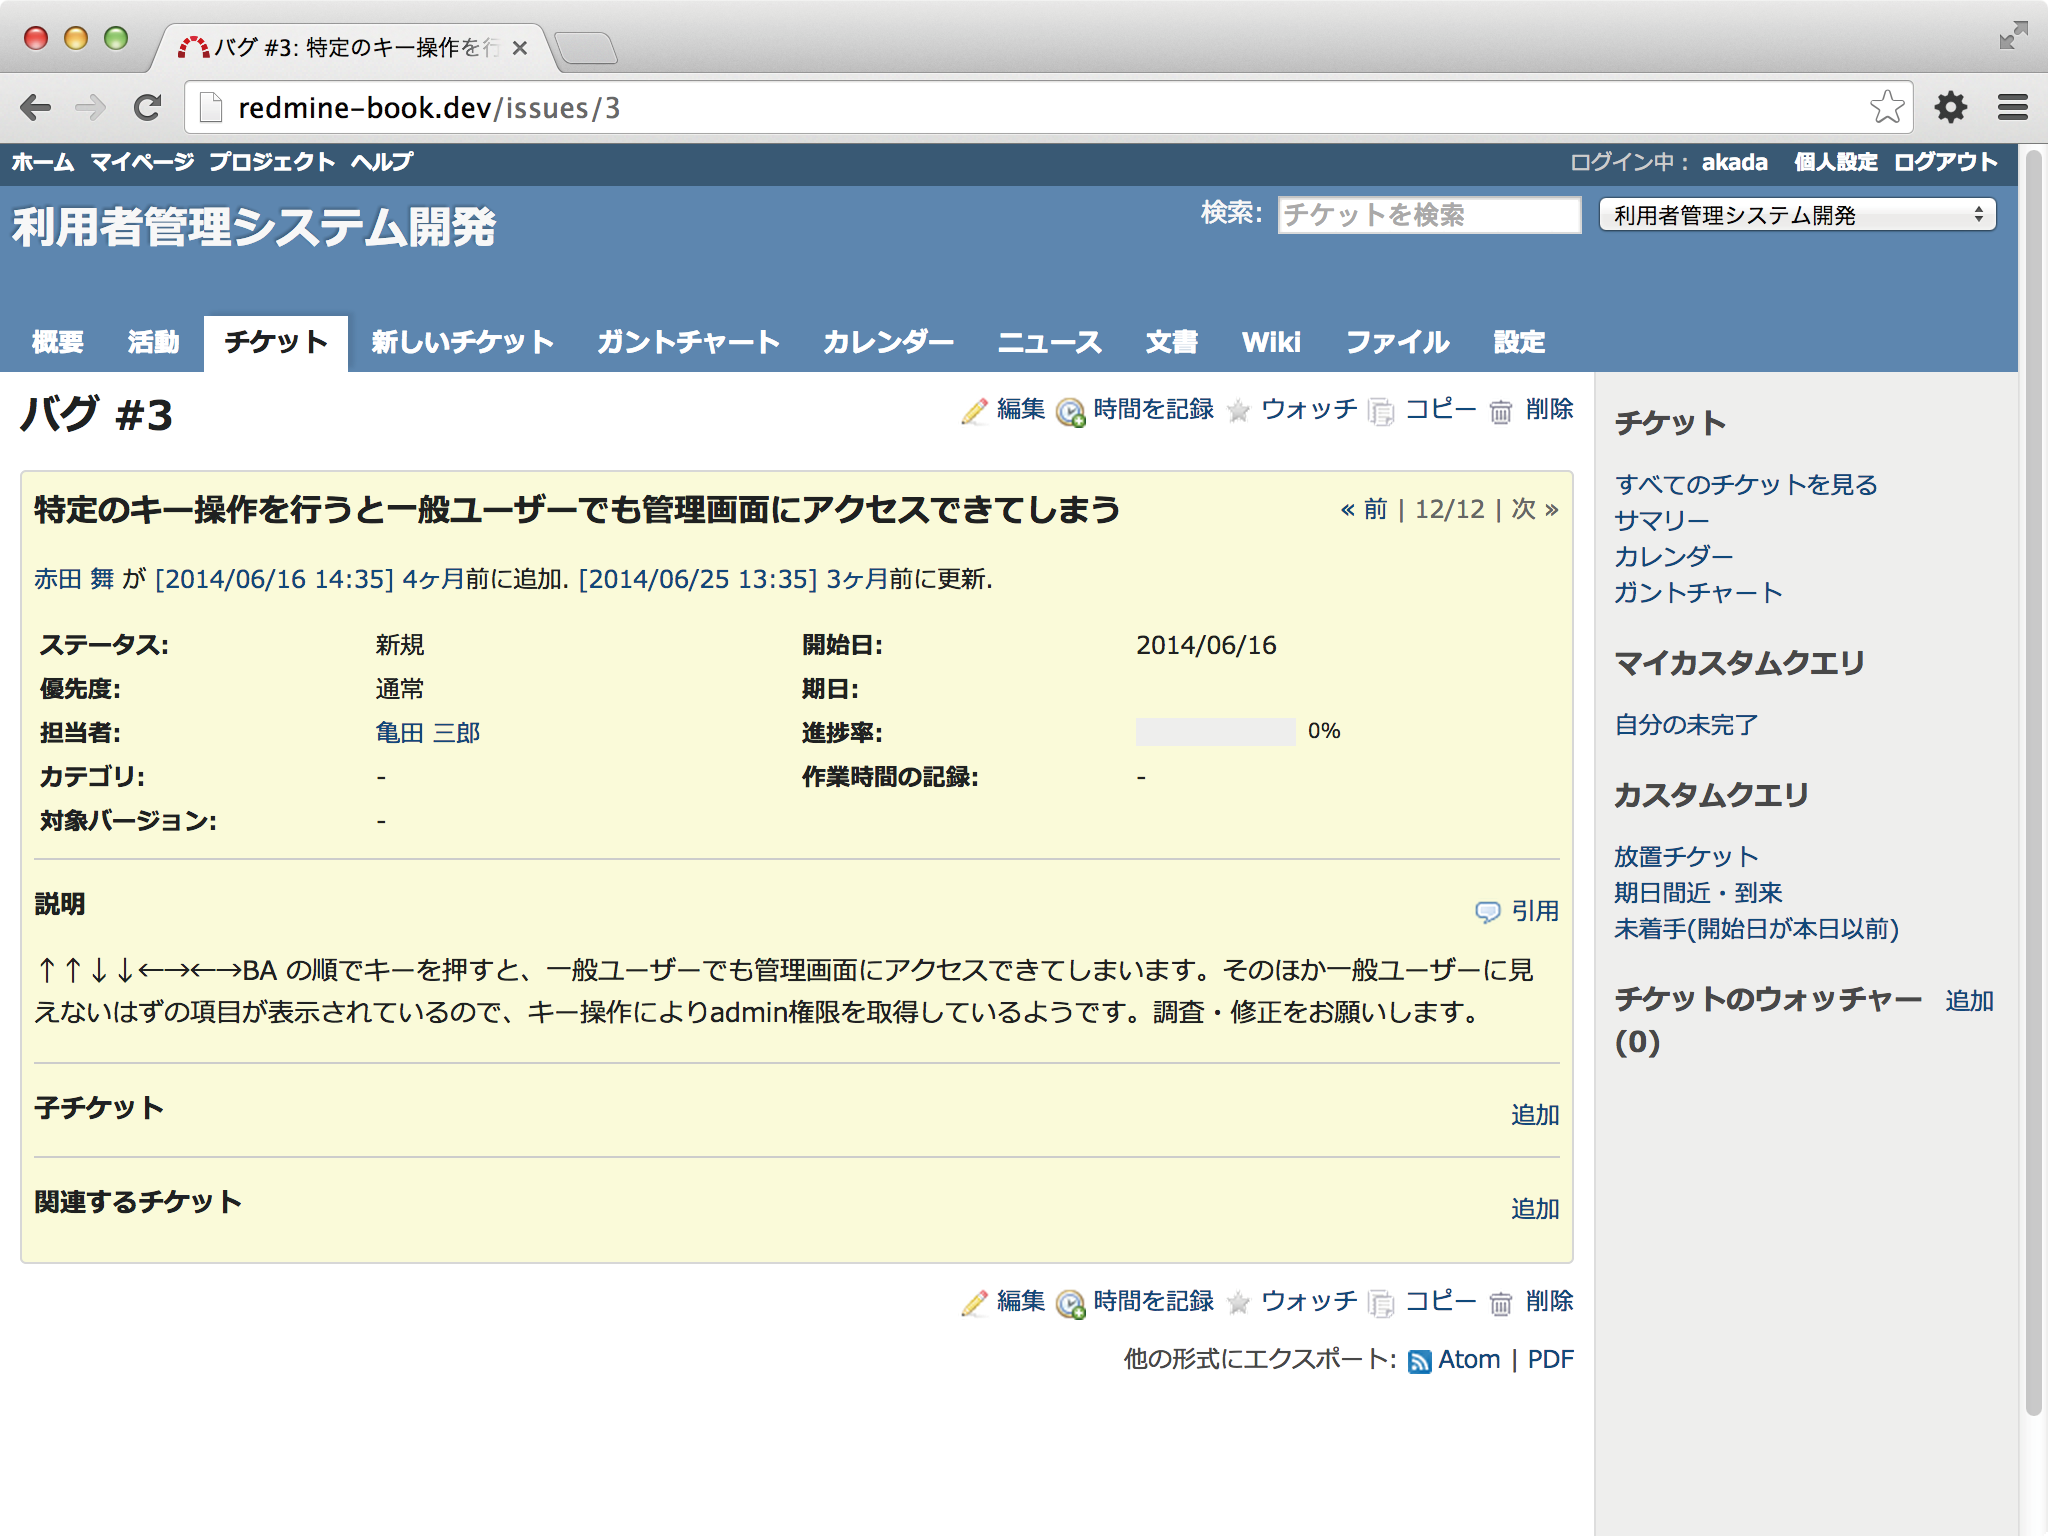 バグ #3: 特定のキー操作を行
redmine-book.dev/issues/3
ホーム マイページ プロジェクト ヘルプ
ログイン中 : akada 個人設定 ログアウト
利用者管理システム開発
検索: チケットを検索 利用者管理システム開発
概要 活動 チケット 新しいチケット ガントチャート カレンダー ニュース 文書 Wiki ファイル 設定
バグ #3
編集 時間を記録 ウォッチ コピー 削除
特定のキー操作を行うと一般ユーザーでも管理画面にアクセスできてしまう
« 前 | 12/12 | 次 »
赤田 舞 が [2014/06/16 14:35] 4ヶ月前に追加. [2014/06/25 13:35] 3ヶ月前に更新.
ステータス: 新規 開始日: 2014/06/16
優先度: 通常 期日:
担当者: 亀田 三郎 進捗率: 0%
カテゴリ: - 作業時間の記録: -
対象バージョン: -
説明
引用
↑↑↓↓←→←→BA の順でキーを押すと、一般ユーザーでも管理画面にアクセスできてしまいます。そのほか一般ユーザーに見
えないはずの項目が表示されているので、キー操作によりadmin権限を取得しているようです。調査・修正をお願いします。
子チケット
追加
関連するチケット
追加
編集 時間を記録 ウォッチ コピー 削除
他の形式にエクスポート: Atom | PDF
チケット
すべてのチケットを見る
サマリー
カレンダー
ガントチャート
マイカスタムクエリ
自分の未完了
カスタムクエリ
放置チケット
期日間近・到来
未着手(開始日が本日以前)
チケットのウォッチャー 追加
(0)